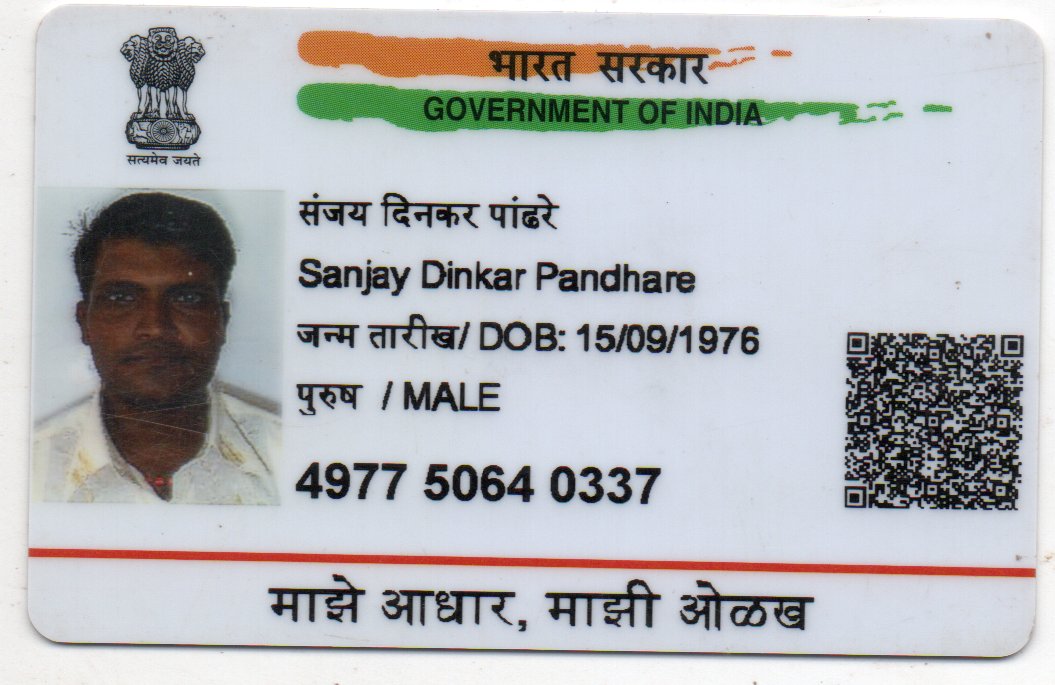 भारत सरकार
GOVERNMENT OF INDIA
सत्यमेव जयते
संजय दिनकर पांढरे
Sanjay Dinkar Pandhare
जन्म तारीख/ DOB: 15/09/1976
पुरुष / MALE
4977 5064 0337
माझे आधार, माझी ओळख